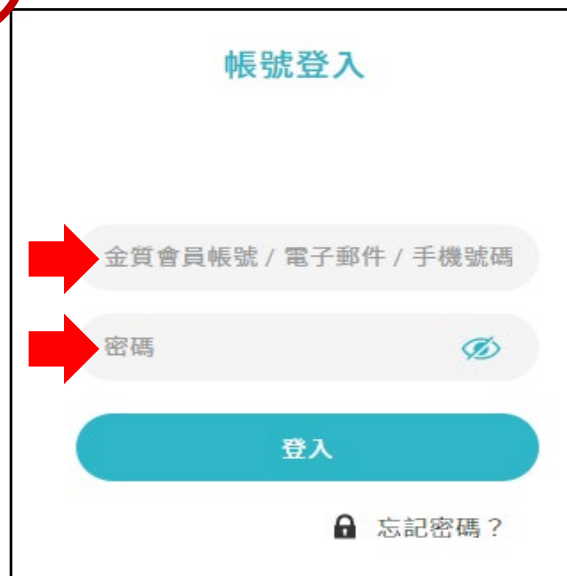 帳號登入
金質會員帳號 / 電子郵件 / 手機號碼
密碼
登入
忘記密碼？